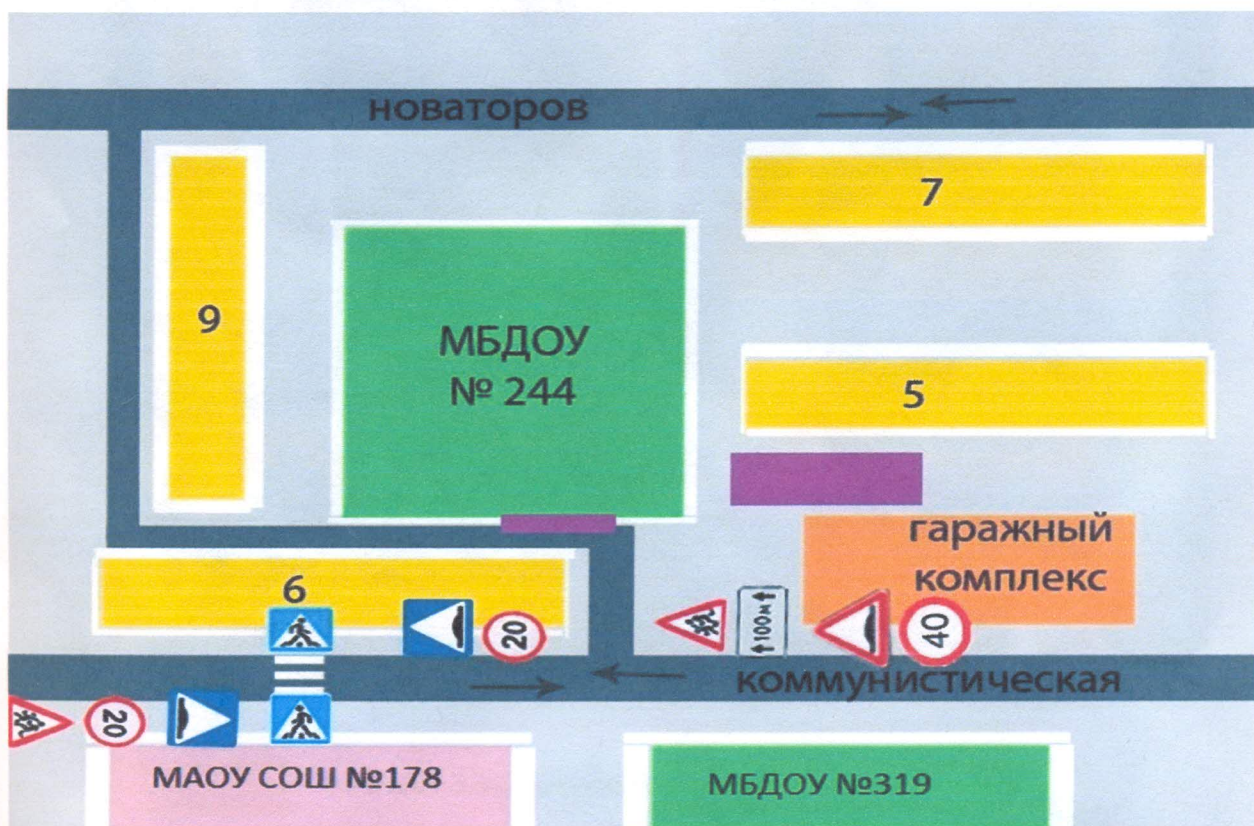 новаторов
7
9
МБДОУ
№ 244
5
гаражный
комплекс
6
20
100м
40
коммунистическая
20
МАОУ СОШ №178
МБДОУ №319